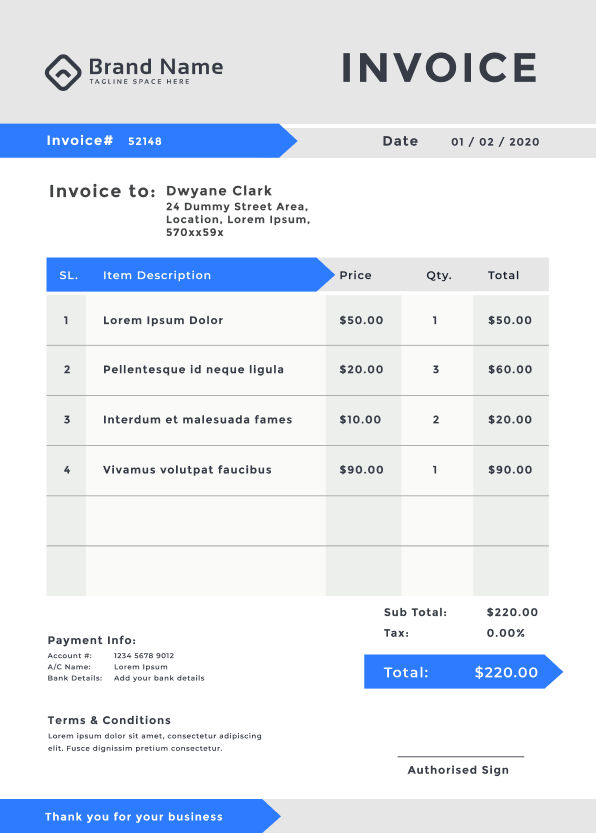 Brand Name
TAGLINE SPACE HERE
INVOICE
Invoice# 52148
Date 01 / 02 / 2020
Invoice to: Dwyane Clark
24 Dummy Street Area,
Location, Lorem Ipsum,
570xx59x
SL. Item Description Price Qty. Total
1 Lorem Ipsum Dolor $50.00 1 $50.00
2 Pellentesque id neque ligula $20.00 3 $60.00
3 Interdum et malesuada fames $10.00 2 $20.00
4 Vivamus volutpat faucibus $90.00 1 $90.00
Sub Total: $220.00
Tax: 0.00%
Total: $220.00
Payment Info:
Account #: 1234 5678 9012
A/C Name: Lorem Ipsum
Bank Details: Add your bank details
Terms & Conditions
Lorem ipsum dolor sit amet, consectetur adipiscing
elit. Fusce dignissim pretium consectetur.
Authorised Sign
Thank you for your business